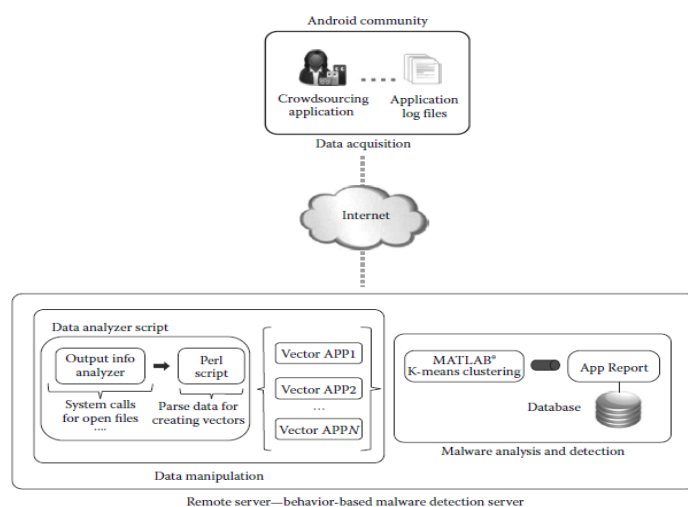 Android community
Crowdsourcing
application
Application
log files
Data acquisition
Internet
Data analyzer script
Output info
analyzer
Perl
script
System calls
for open files
....
Parse data for
creating vectors
Vector APP1
Vector APP2
...
Vector APPN
Data manipulation
MATLAB®
K-means clustering
App Report
Database
Malware analysis and detection
Remote server—behavior-based malware detection server